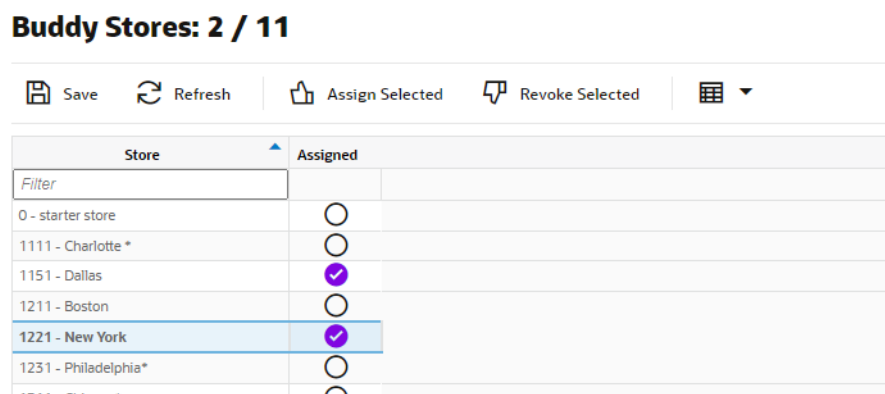 Buddy Stores: 2 / 11
Save Refresh Assign Selected Revoke Selected
Store Assigned
Filter
0 - starter store
1111 - Charlotte *
1151 - Dallas
1211 - Boston
1221 - New York
1231 - Philadelphia*